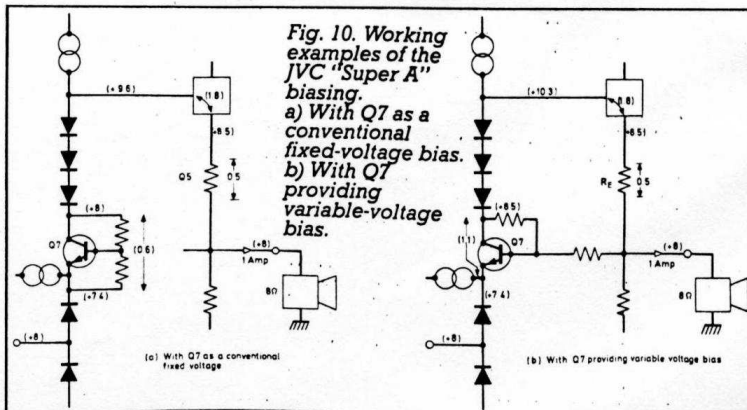 Fig. 10. Working
examples of the
JVC "Super A"
biasing.
a) With Q7 as a
conventional
fixed-voltage bias.
b) With Q7
providing
variable-voltage
bias.
(+9.6)
(1.8)
+8.5)
Q5
0.5
(+8)
Q7
(0.6)
(+7.4)
(+8)
1 Amp
8Ω
(+8)
(a) With Q7 as a conventional
fixed voltage
(+10.3)
RE
0.5
(+8.5)
(1.1)
Q7
(+7.4)
(+8)
1 Amp
8Ω
(b) With Q7 providing variable voltage bias